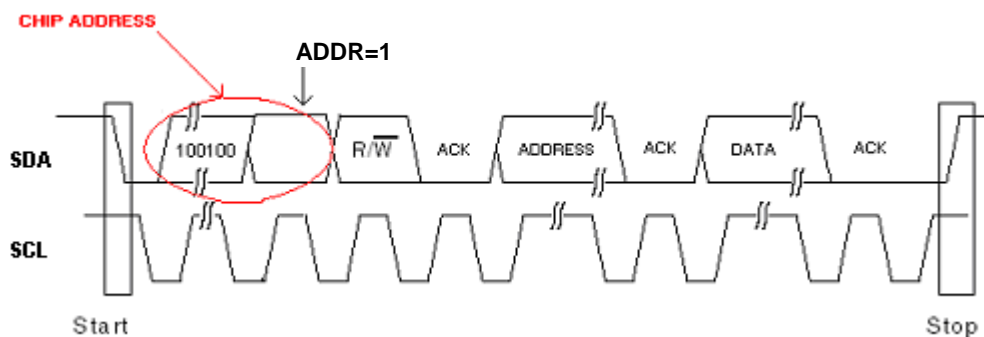 CHIP ADDRESS
ADDR=1
SDA 100100 R/W̅ ACK ADDRESS ACK DATA ACK
SCL
Start Stop